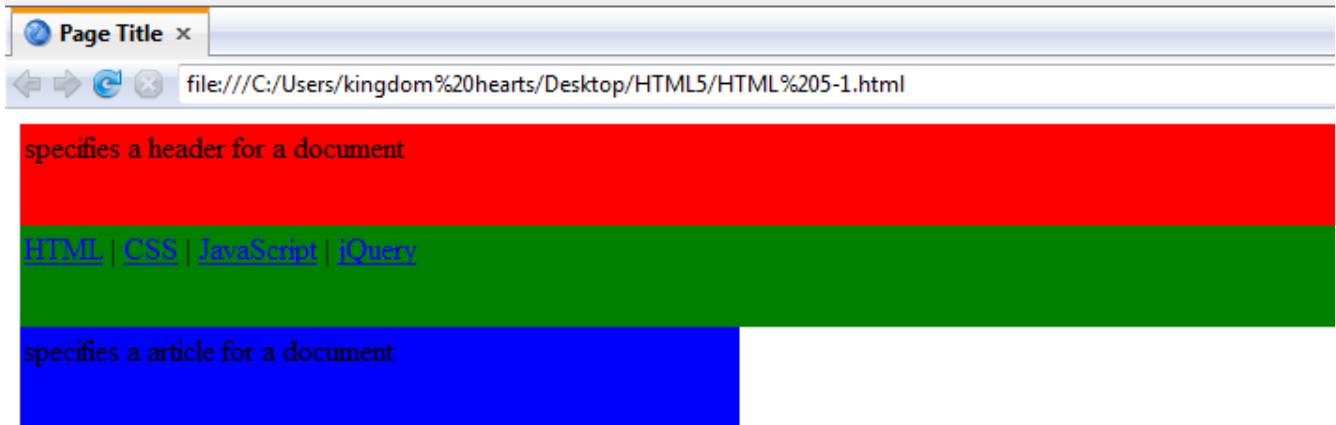 Page Title ×
file:///C:/Users/kingdom%20hearts/Desktop/HTML5/HTML%205-1.html
specifies a header for a document
HTML | CSS | JavaScript | jQuery
specifies a article for a document